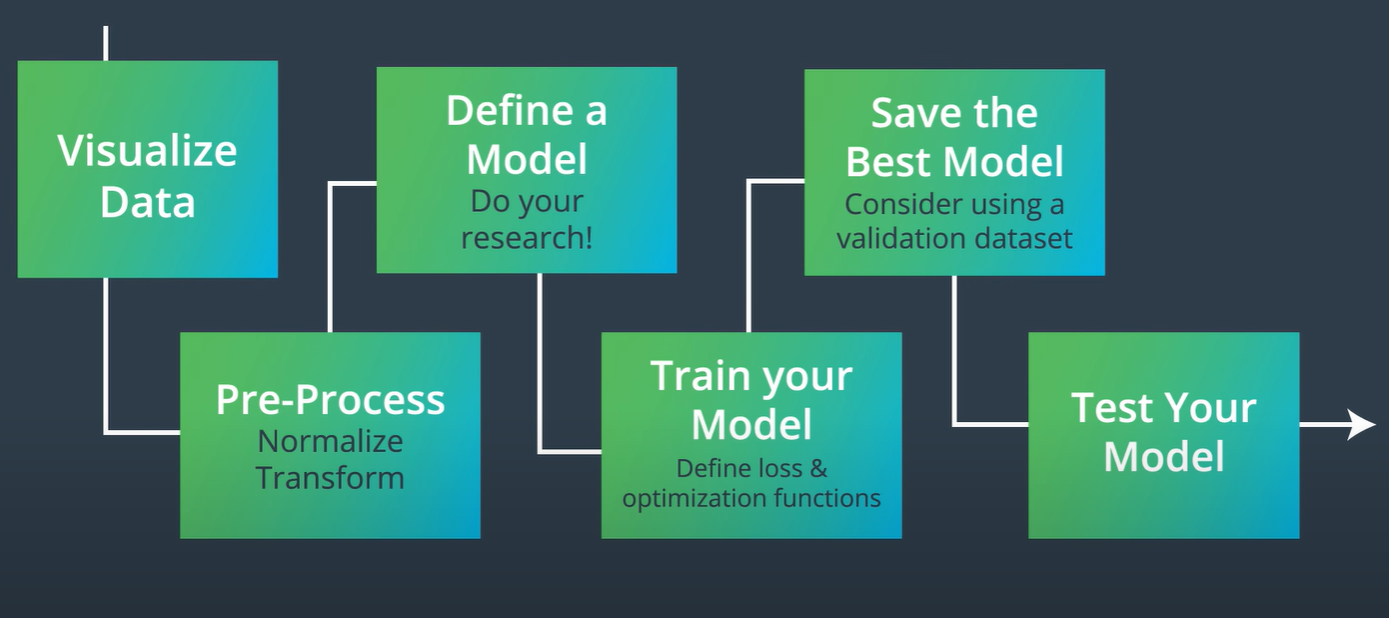 Visualize
Data
Pre-Process
Normalize
Transform
Define a
Model
Do your
research!
Train your
Model
Define loss &
optimization functions
Save the
Best Model
Consider using a
validation dataset
Test Your
Model